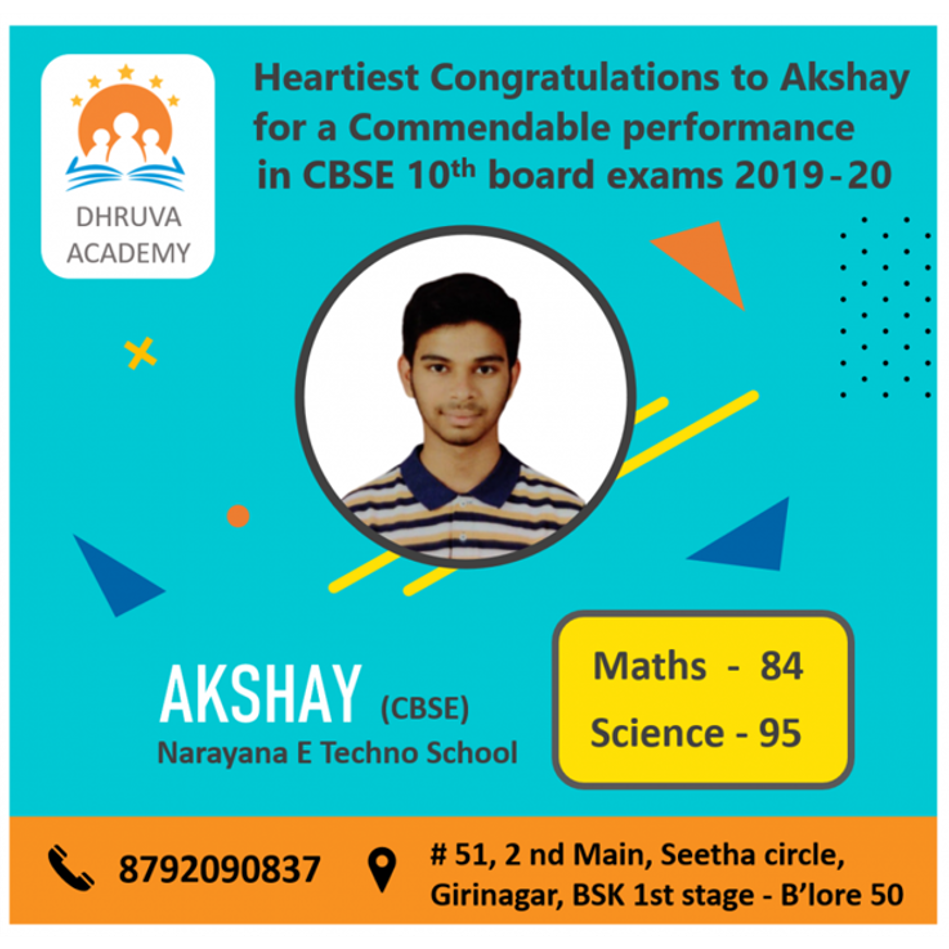 DHRUVA
ACADEMY
Heartiest Congratulations to Akshay
for a Commendable performance
in CBSE 10th board exams 2019-20
AKSHAY (CBSE)
Narayana E Techno School
Maths - 84
Science - 95
8792090837
# 51, 2 nd Main, Seetha circle,
Girinagar, BSK 1st stage - B’lore 50